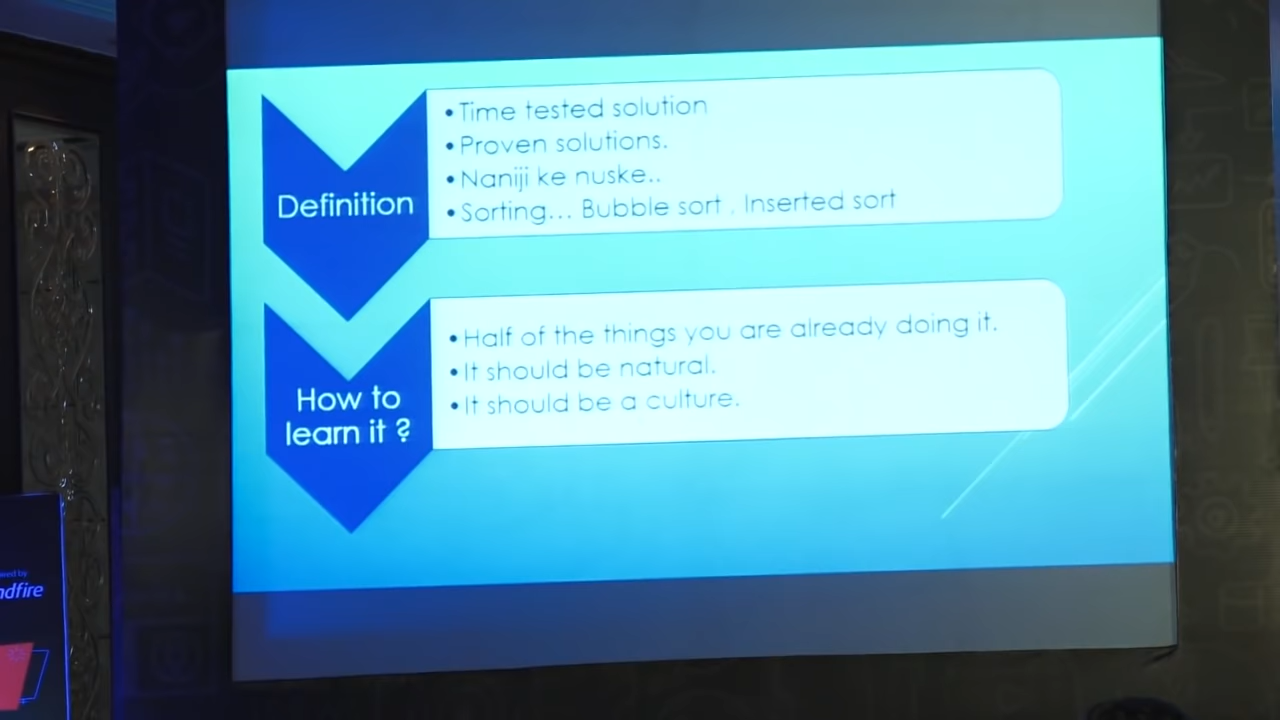 Definition
• Time tested solution
• Proven solutions.
• Naniji ke nuske..
• Sorting... Bubble sort , Inserted sort
How to
learn it ?
• Half of the things you are already doing it.
• It should be natural.
• It should be a culture.